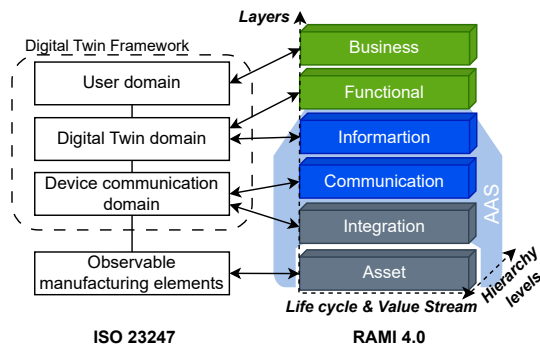 Layers
Digital Twin Framework
User domain
Digital Twin domain
Device communication
domain
Observable
manufacturing elements
Business
Functional
Informartion
Communication
Integration
Asset
AAS
Hierarchy
levels
Life cycle & Value Stream
ISO 23247
RAMI 4.0